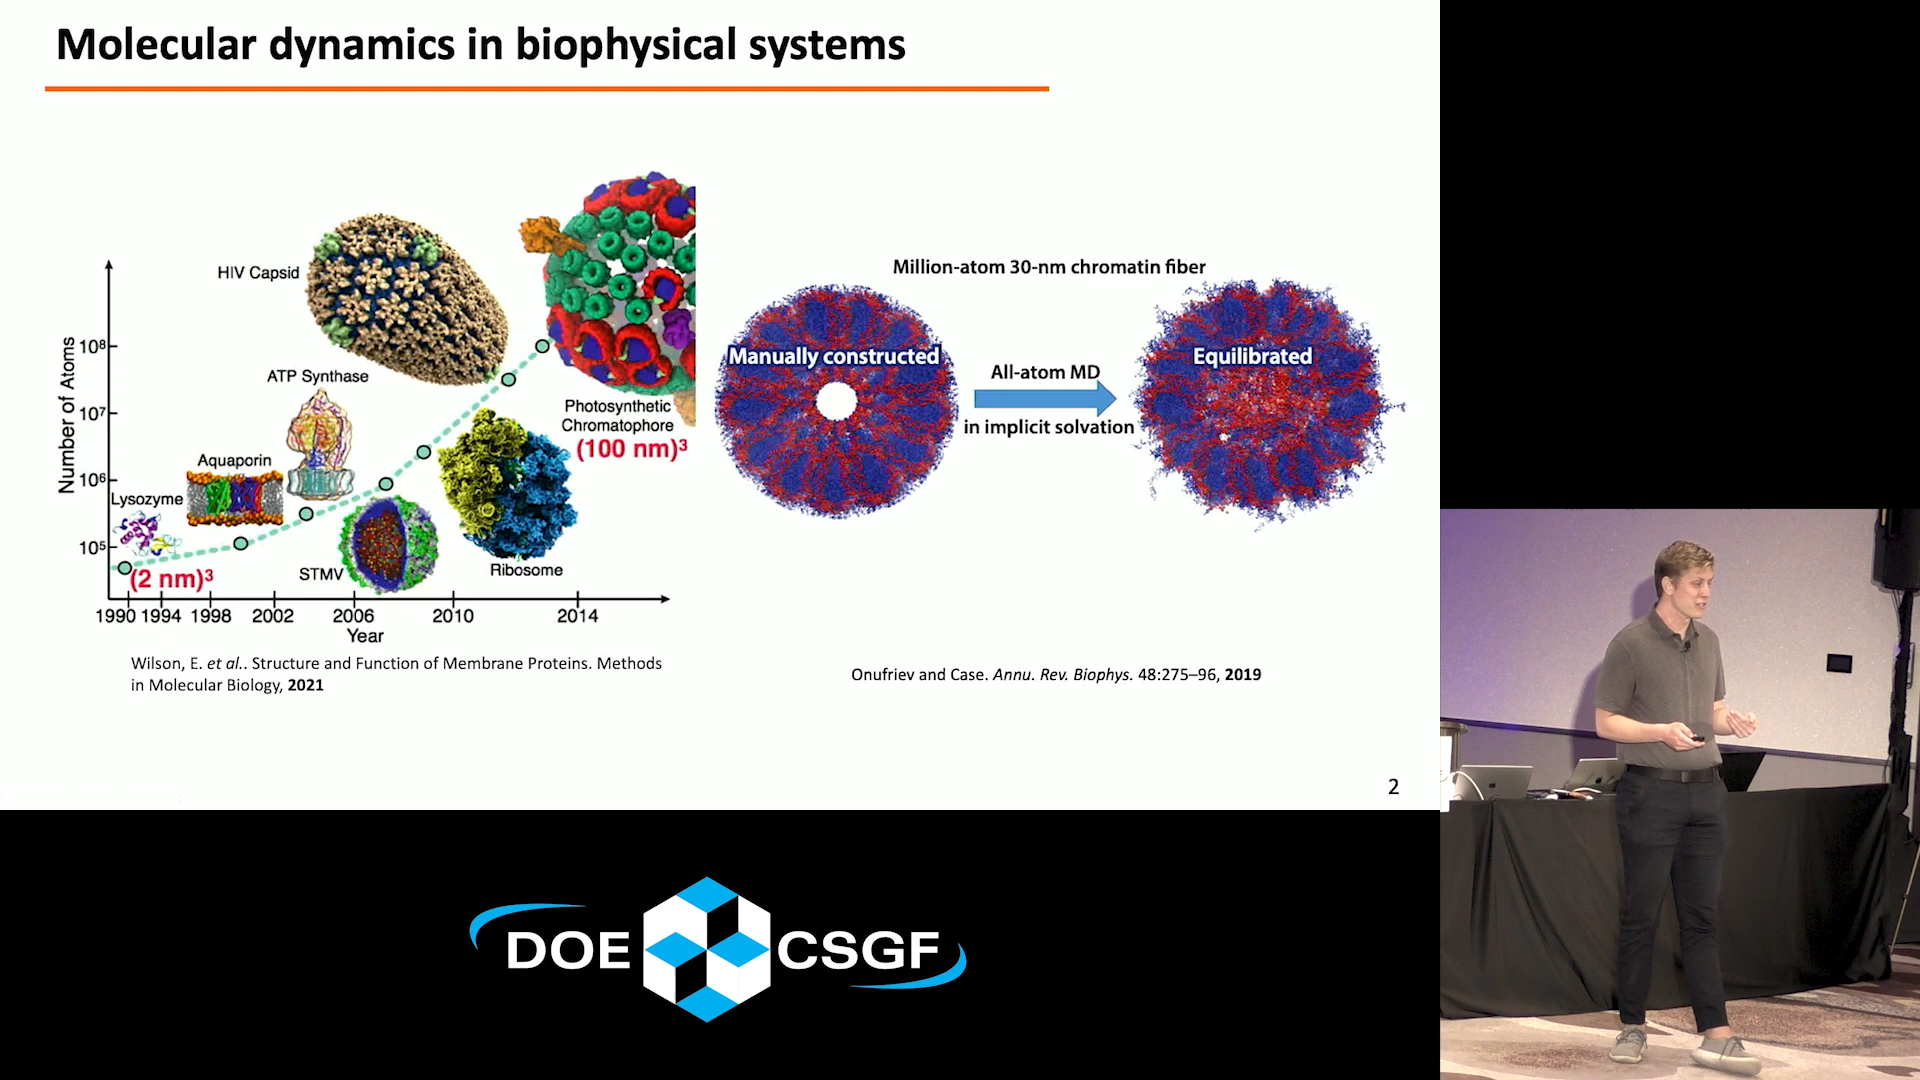 Molecular dynamics in biophysical systems
Number of Atoms
10⁸
10⁷
10⁶
10⁵
HIV Capsid
ATP Synthase
Aquaporin
Lysozyme
(2 nm)³
STMV
Ribosome
Photosynthetic
Chromatophore
(100 nm)³
1990 1994 1998 2002 2006 2010 2014
Year
Wilson, E. et al.. Structure and Function of Membrane Proteins. Methods
in Molecular Biology, 2021
Million-atom 30-nm chromatin fiber
Manually constructed
All-atom MD
in implicit solvation
Equilibrated
Onufriev and Case. Annu. Rev. Biophys. 48:275–96, 2019
2
DOE CSGF